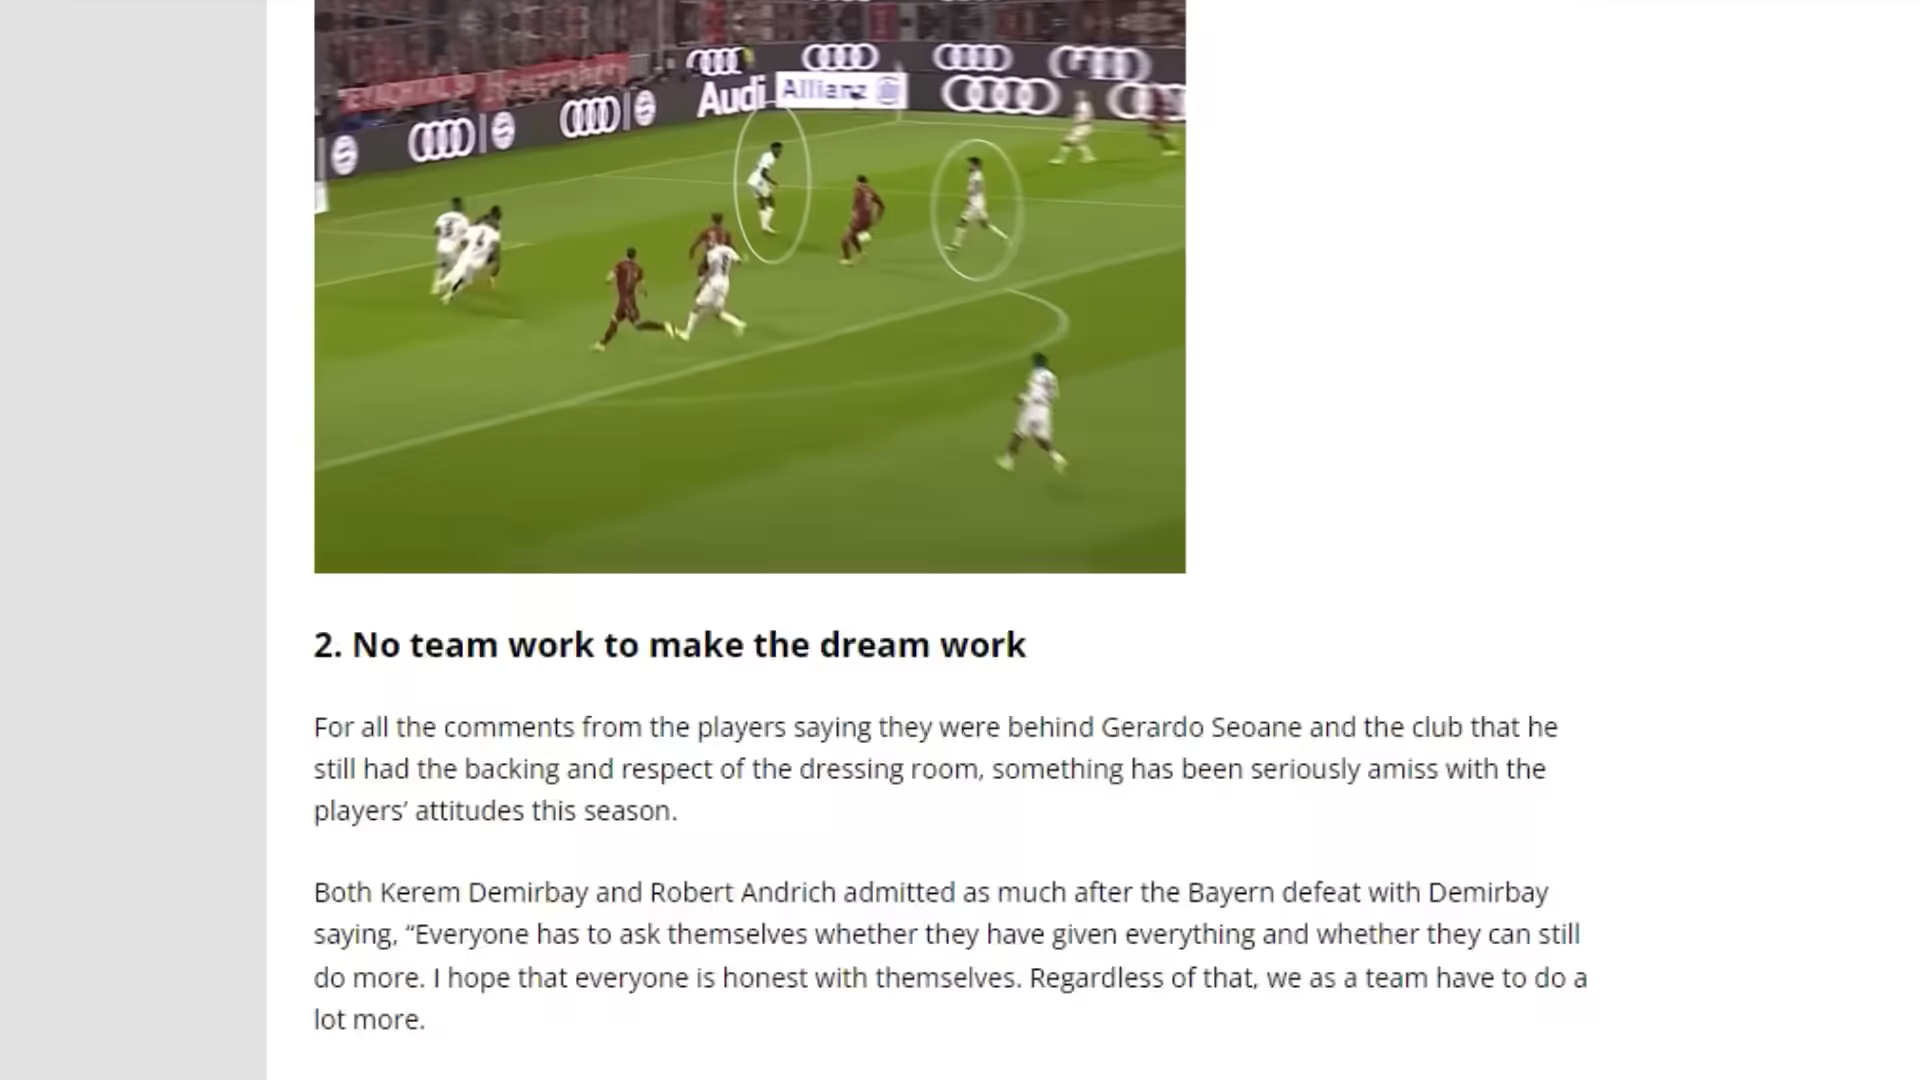 Audi Allianz
2. No team work to make the dream work
For all the comments from the players saying they were behind Gerardo Seoane and the club that he
still had the backing and respect of the dressing room, something has been seriously amiss with the
players’ attitudes this season.
Both Kerem Demirbay and Robert Andrich admitted as much after the Bayern defeat with Demirbay
saying, “Everyone has to ask themselves whether they have given everything and whether they can still
do more. I hope that everyone is honest with themselves. Regardless of that, we as a team have to do a
lot more.